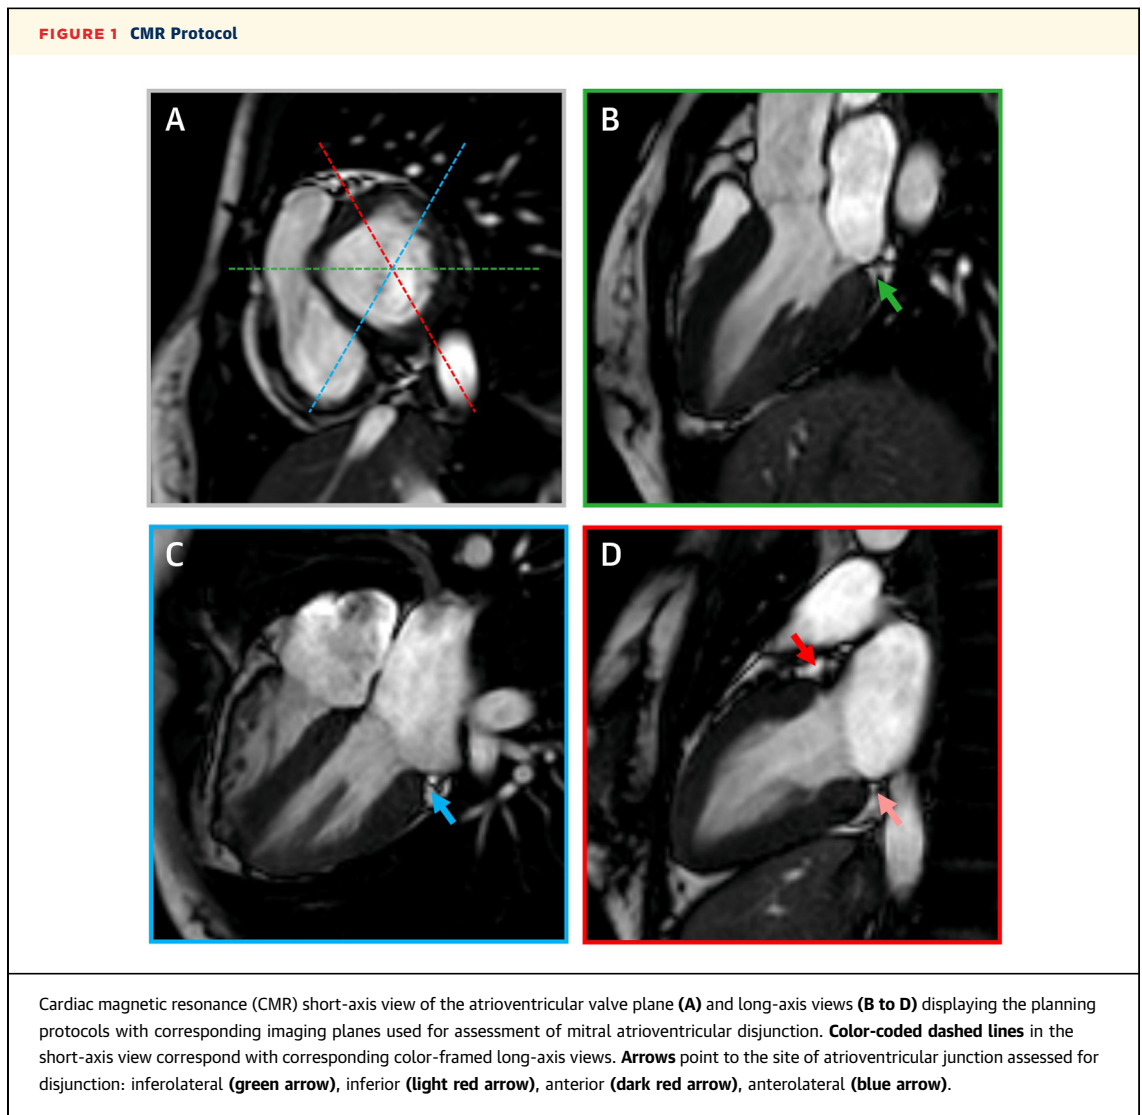 FIGURE 1 CMR Protocol
A
B
C
D
Cardiac magnetic resonance (CMR) short-axis view of the atrioventricular valve plane (A) and long-axis views (B to D) displaying the planning
protocols with corresponding imaging planes used for assessment of mitral atrioventricular disjunction. Color-coded dashed lines in the
short-axis view correspond with corresponding color-framed long-axis views. Arrows point to the site of atrioventricular junction assessed for
disjunction: inferolateral (green arrow), inferior (light red arrow), anterior (dark red arrow), anterolateral (blue arrow).